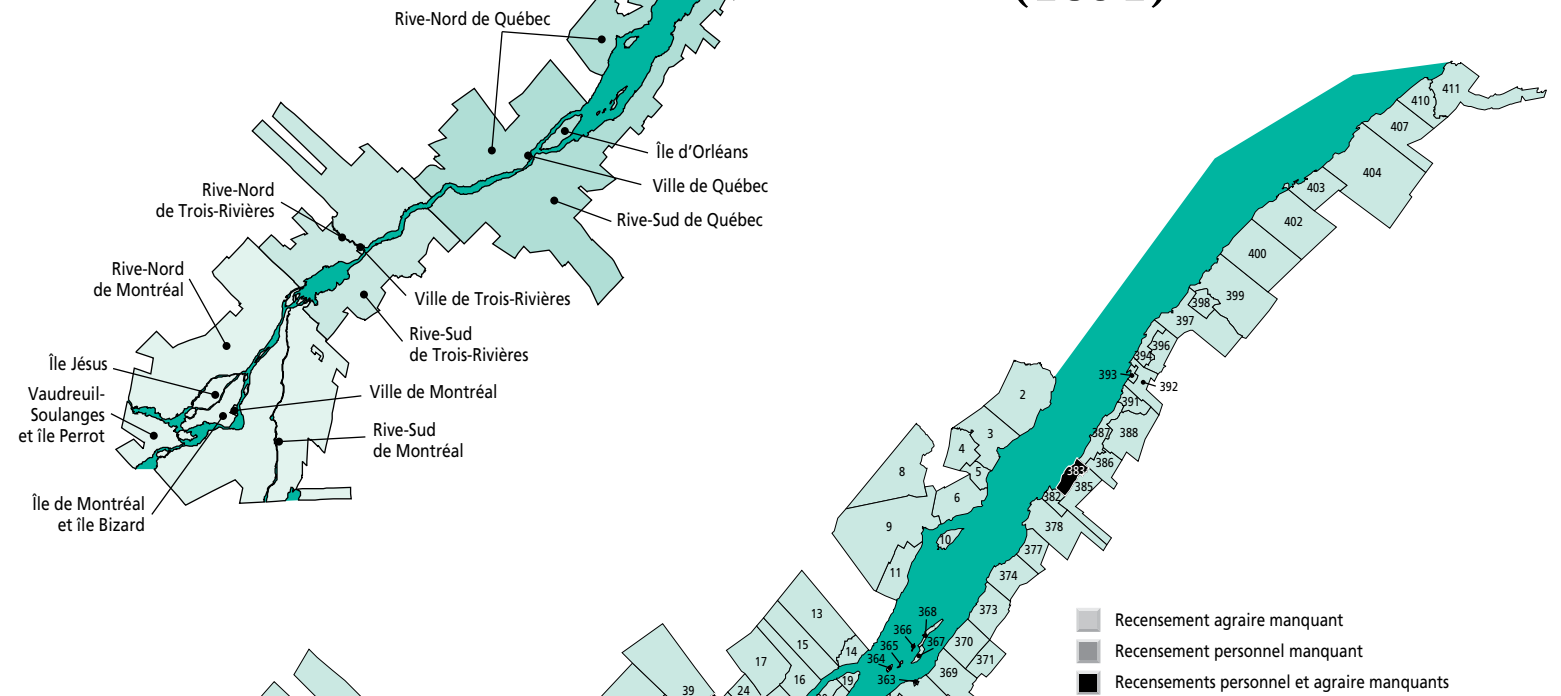 Rive-Nord de Québec
Île d’Orléans
Ville de Québec
Rive-Sud de Québec
Rive-Nord
de Trois-Rivières
Rive-Nord
de Montréal
Ville de Trois-Rivières
Rive-Sud
de Trois-Rivières
Île Jésus
Vaudreuil-
Soulanges
et île Perrot
Ville de Montréal
Rive-Sud
de Montréal
Île de Montréal
et île Bizard
411
410
407
404
403
402
400
399
398
397
396
394
393
392
391
388
387
386
383
385
382
378
377
374
373
2
3
4
5
8
6
9
10
11
368
366
367
365
364
363
370
371
369
13
15
14
17
16
19
24
39
Recensement agraire manquant
Recensement personnel manquant
Recensements personnel et agraire manquants